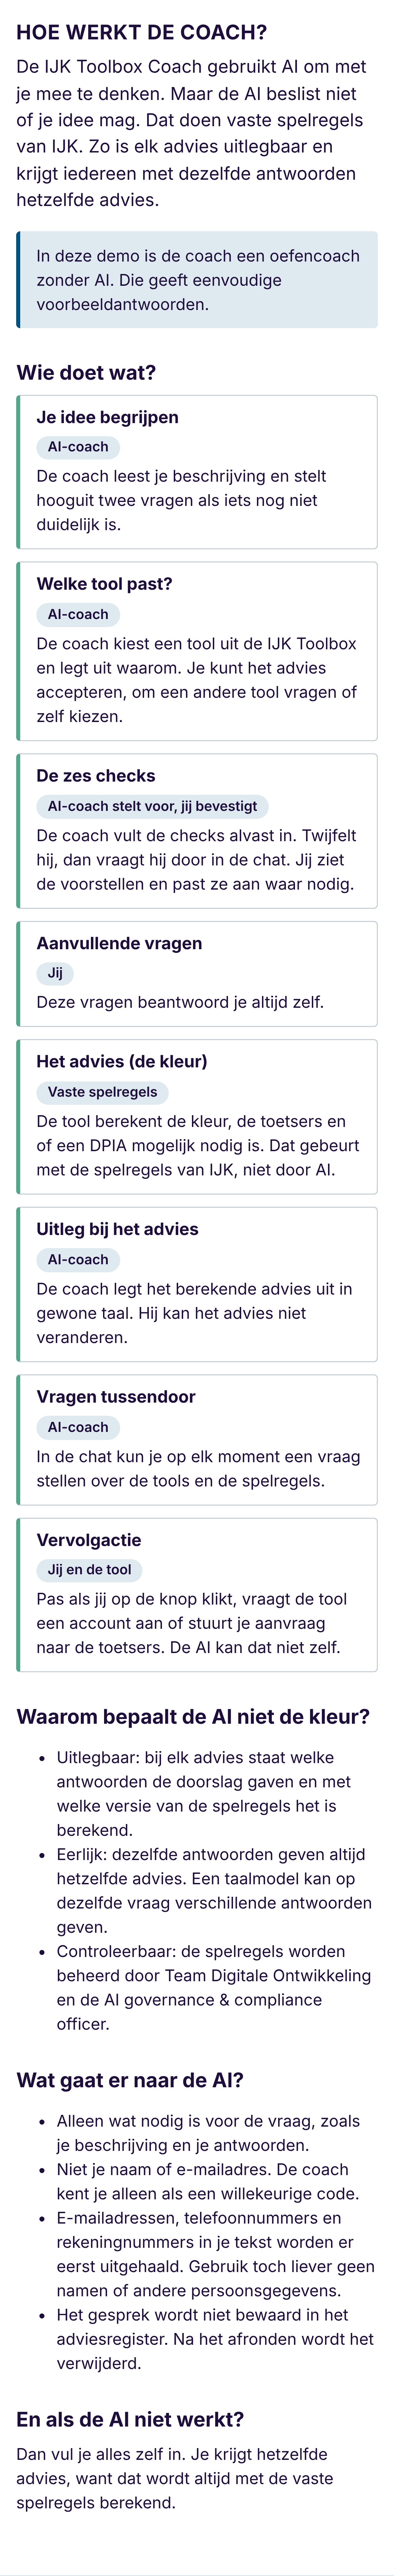 HOE WERKT DE COACH?
De IJK Toolbox Coach gebruikt AI om met
je mee te denken. Maar de AI beslist niet
of je idee mag. Dat doen vaste spelregels
van IJK. Zo is elk advies uitlegbaar en
krijgt iedereen met dezelfde antwoorden
hetzelfde advies.
In deze demo is de coach een oefencoach
zonder AI. Die geeft eenvoudige
voorbeeldantwoorden.
Wie doet wat?
Je idee begrijpen
AI-coach
De coach leest je beschrijving en stelt
hooguit twee vragen als iets nog niet
duidelijk is.
Welke tool past?
AI-coach
De coach kiest een tool uit de IJK Toolbox
en legt uit waarom. Je kunt het advies
accepteren, om een andere tool vragen of
zelf kiezen.
De zes checks
AI-coach stelt voor, jij bevestigt
De coach vult de checks alvast in. Twijfelt
hij, dan vraagt hij door in de chat. Jij ziet
de voorstellen en past ze aan waar nodig.
Aanvullende vragen
Jij
Deze vragen beantwoord je altijd zelf.
Het advies (de kleur)
Vaste spelregels
De tool berekent de kleur, de toetsers en
of een DPIA mogelijk nodig is. Dat gebeurt
met de spelregels van IJK, niet door AI.
Uitleg bij het advies
AI-coach
De coach legt het berekende advies uit in
gewone taal. Hij kan het advies niet
veranderen.
Vragen tussendoor
AI-coach
In de chat kun je op elk moment een vraag
stellen over de tools en de spelregels.
Vervolgactie
Jij en de tool
Pas als jij op de knop klikt, vraagt de tool
een account aan of stuurt je aanvraag
naar de toetsers. De AI kan dat niet zelf.
Waarom bepaalt de AI niet de kleur?
• Uitlegbaar: bij elk advies staat welke
antwoorden de doorslag gaven en met
welke versie van de spelregels het is
berekend.
• Eerlijk: dezelfde antwoorden geven altijd
hetzelfde advies. Een taalmodel kan op
dezelfde vraag verschillende antwoorden
geven.
• Controleerbaar: de spelregels worden
beheerd door Team Digitale Ontwikkeling
en de AI governance & compliance
officer.
Wat gaat er naar de AI?
• Alleen wat nodig is voor de vraag, zoals
je beschrijving en je antwoorden.
• Niet je naam of e-mailadres. De coach
kent je alleen als een willekeurige code.
• E-mailadressen, telefoonnummers en
rekeningnummers in je tekst worden er
eerst uitgehaald. Gebruik toch liever geen
namen of andere persoonsgegevens.
• Het gesprek wordt niet bewaard in het
adviesregister. Na het afronden wordt het
verwijderd.
En als de AI niet werkt?
Dan vul je alles zelf in. Je krijgt hetzelfde
advies, want dat wordt altijd met de vaste
spelregels berekend.